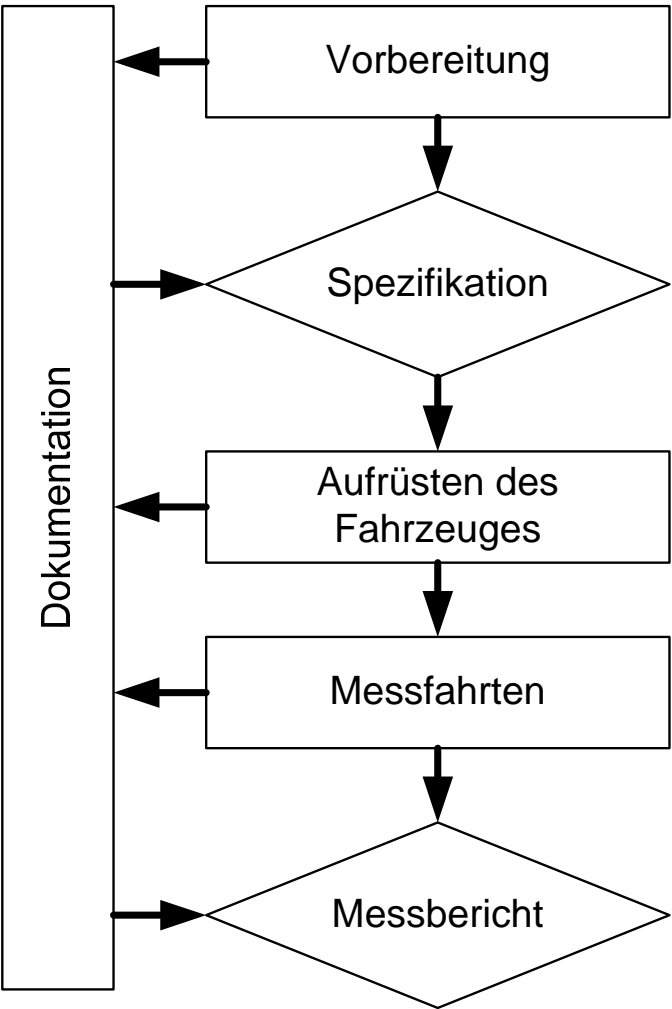 Vorbereitung
Spezifikation
Aufrüsten des
Fahrzeuges
Messfahrten
Messbericht
Dokumentation